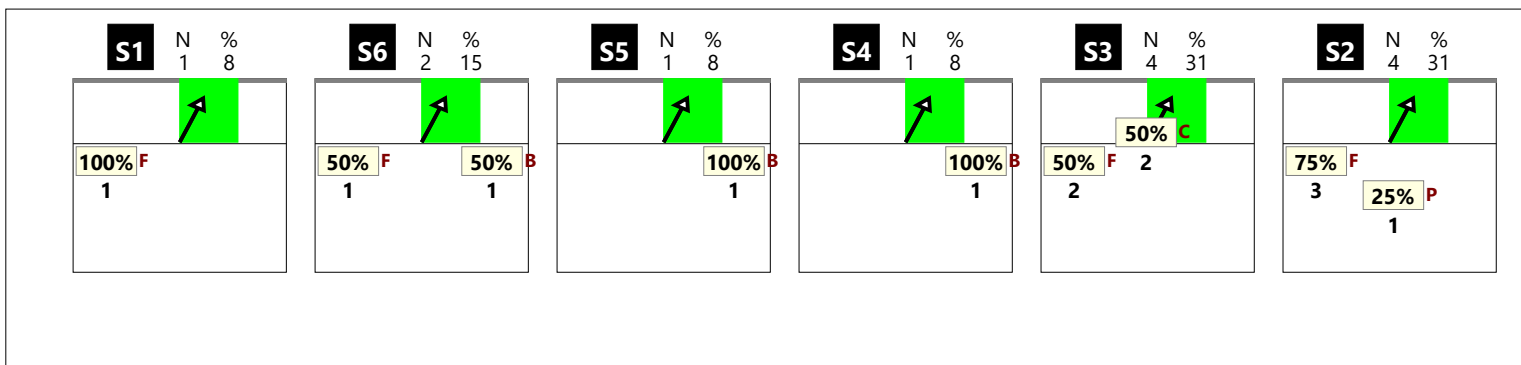 S1 N % 1 8
100% F
1
S6 N % 2 15
50% F 50% B
1 1
S5 N % 1 8
100% B
1
S4 N % 1 8
100% B
1
S3 N % 4 31
50% C
50% F 2
2
S2 N % 4 31
75% F
3
25% P
1